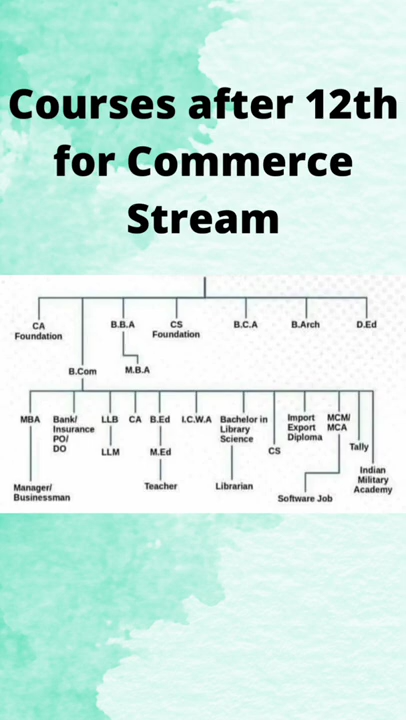 Courses after 12th
for Commerce
Stream
CA
Foundation
B.B.A
CS
Foundation
B.C.A
B.Arch
D.Ed
B.Com
M.B.A
MBA
Bank/
Insurance
PO/
DO
LLB
CA
B.Ed
I.C.W.A
Bachelor in
Library
Science
CS
Import
Export
Diploma
MCM/
MCA
Tally
Indian
Military
Academy
LLM
M.Ed
Manager/
Businessman
Teacher
Librarian
Software Job